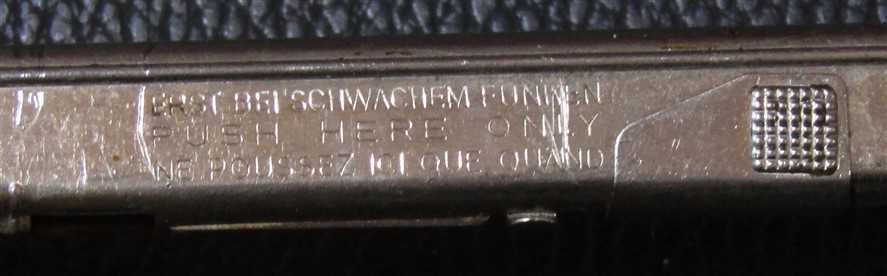 ERST BEI SCHWACHEM FUNKEN
PUSH HERE ONLY
NE POUSSEZ ICI QUE QUAND